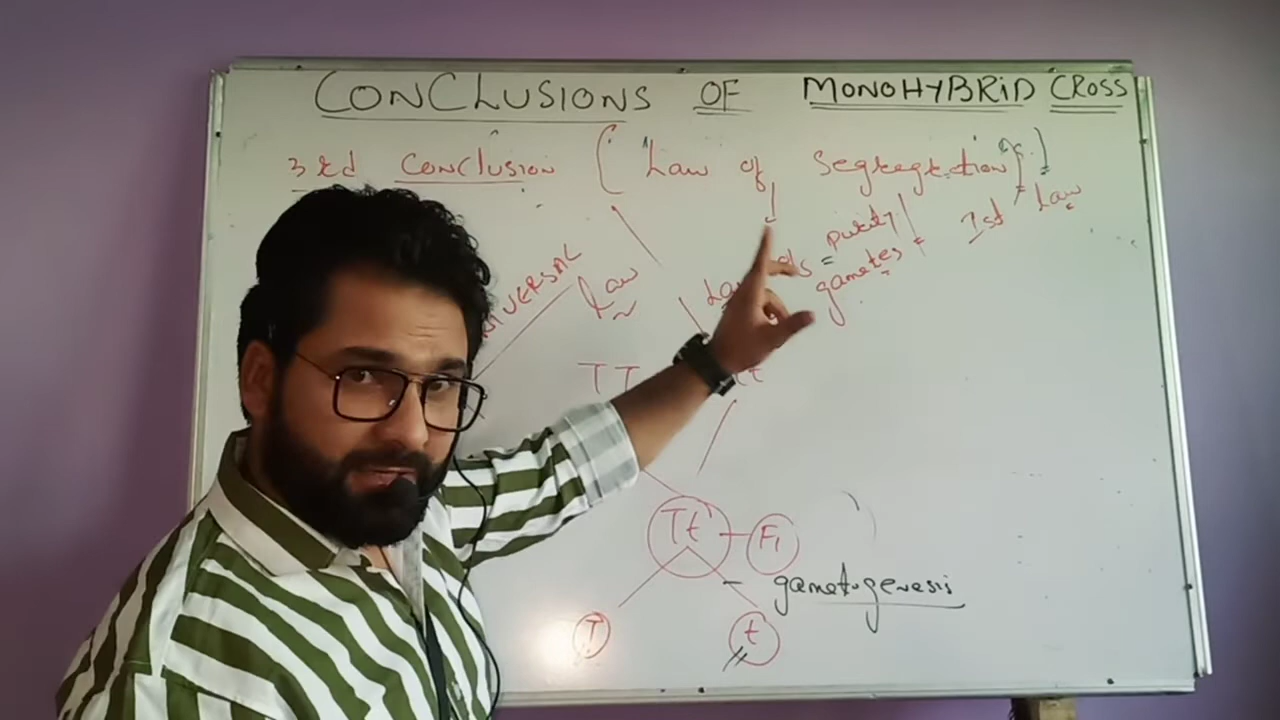 CONCLUSIONS OF MONOHYBRID CROSS
3rd Conclusion ( Law of Segregation )
1st Law
purity
gametes
Law
TT
Tt
F1
gametogenesis
T
t